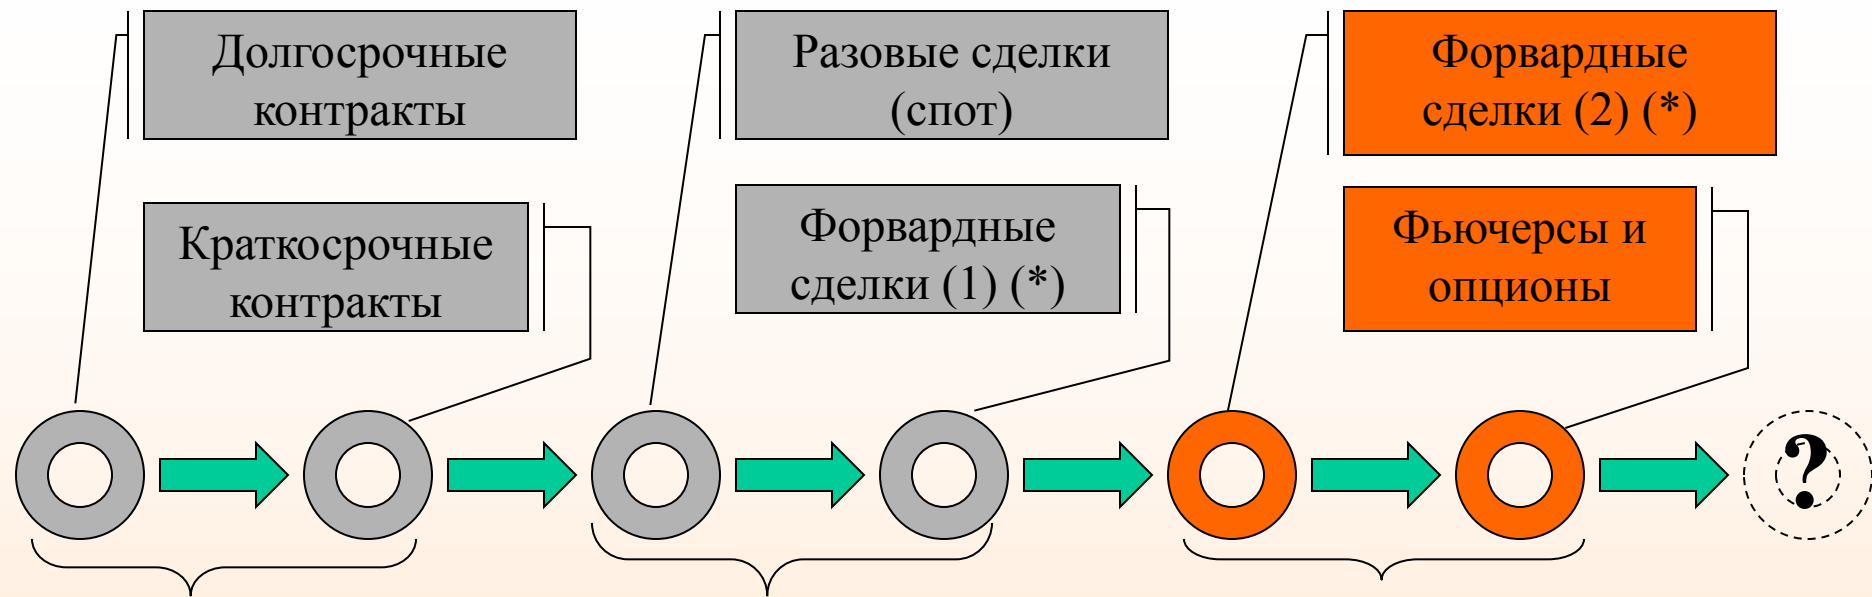 Долгосрочные
контракты
Краткосрочные
контракты
Разовые сделки
(спот)
Форвардные
сделки (1) (*)
Форвардные
сделки (2) (*)
Фьючерсы и
опционы
?